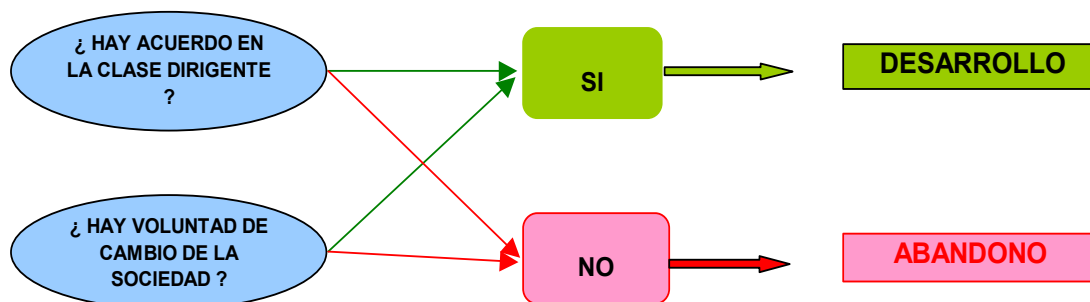 ¿ HAY ACUERDO EN
LA CLASE DIRIGENTE
?
SI
DESARROLLO
¿ HAY VOLUNTAD DE
CAMBIO DE LA
SOCIEDAD ?
NO
ABANDONO